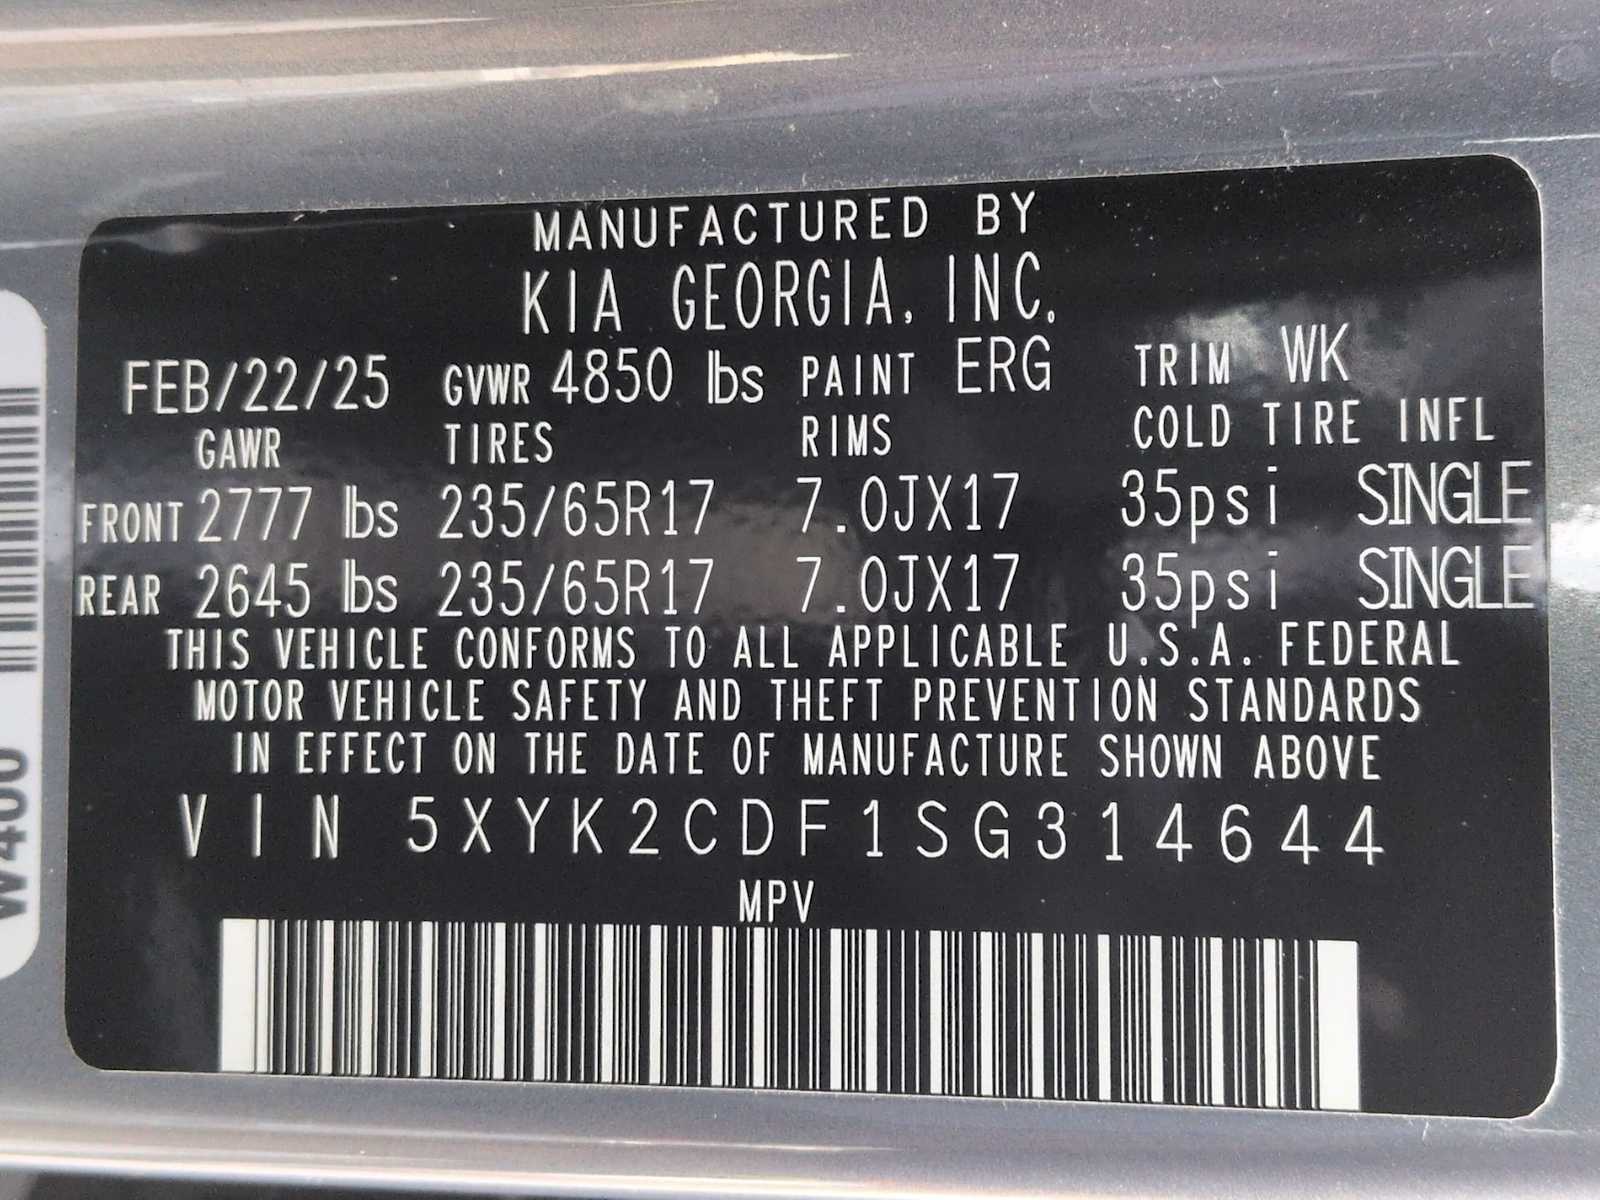 MANUFACTURED BY
KIA GEORGIA, INC.
FEB/22/25 GVWR 4850 lbs PAINT ERG TRIM WK
GAWR TIRES RIMS COLD TIRE INFL
FRONT 2777 lbs 235/65R17 7.0JX17 35psi SINGLE
REAR 2645 lbs 235/65R17 7.0JX17 35psi SINGLE
THIS VEHICLE CONFORMS TO ALL APPLICABLE U.S.A. FEDERAL
MOTOR VEHICLE SAFETY AND THEFT PREVENTION STANDARDS
IN EFFECT ON THE DATE OF MANUFACTURE SHOWN ABOVE
VIN 5XYK2CDF1SG314644
MPV
W400